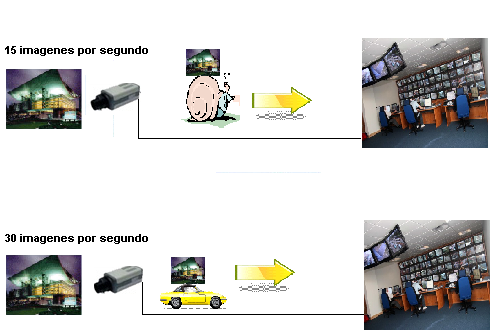 15 imagenes por segundo
30 imagenes por segundo